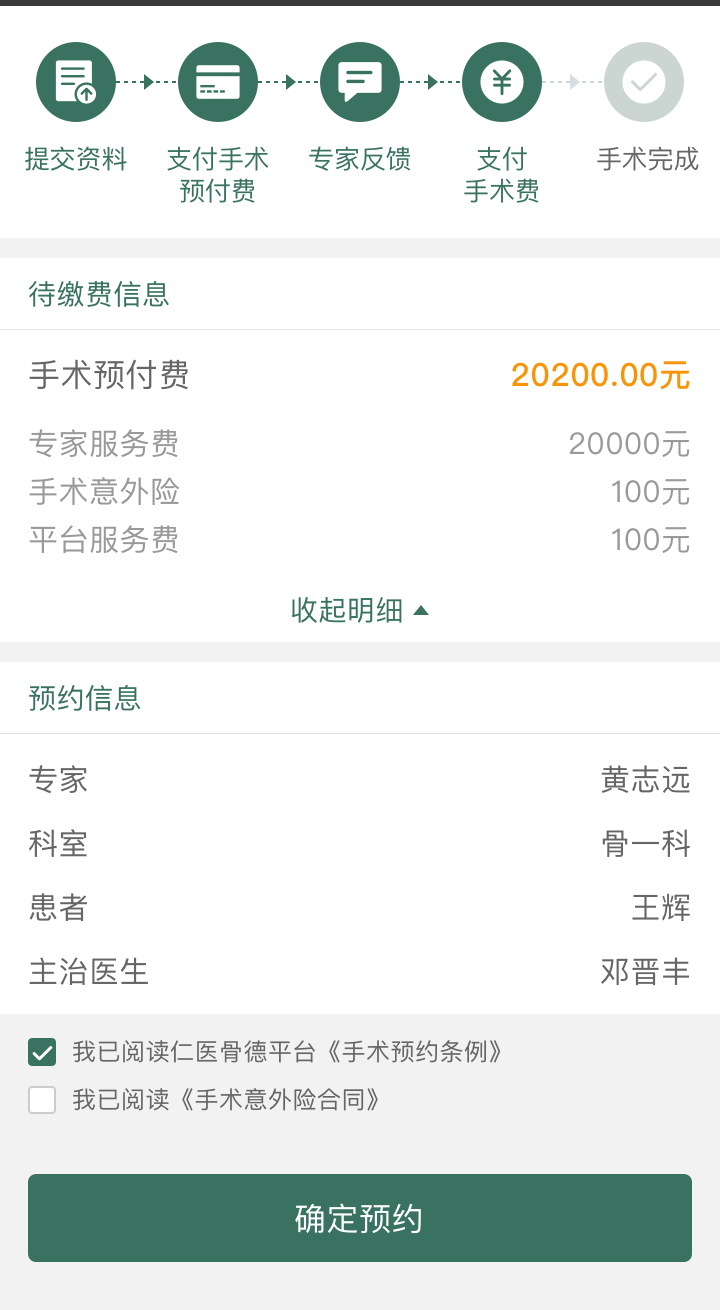 提交资料
支付手术
预付费
专家反馈
支付
手术费
手术完成
待缴费信息
手术预付费 20200.00元
专家服务费 20000元
手术意外险 100元
平台服务费 100元
收起明细
预约信息
专家 黄志远
科室 骨一科
患者 王辉
主治医生 邓晋丰
我已阅读仁医骨德平台《手术预约条例》
我已阅读《手术意外险合同》
确定预约